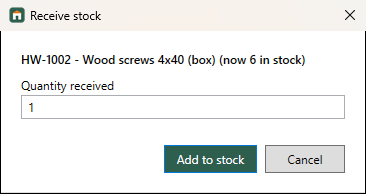 Receive stock
HW-1002 - Wood screws 4x40 (box) (now 6 in stock)
Quantity received
1
Add to stock
Cancel